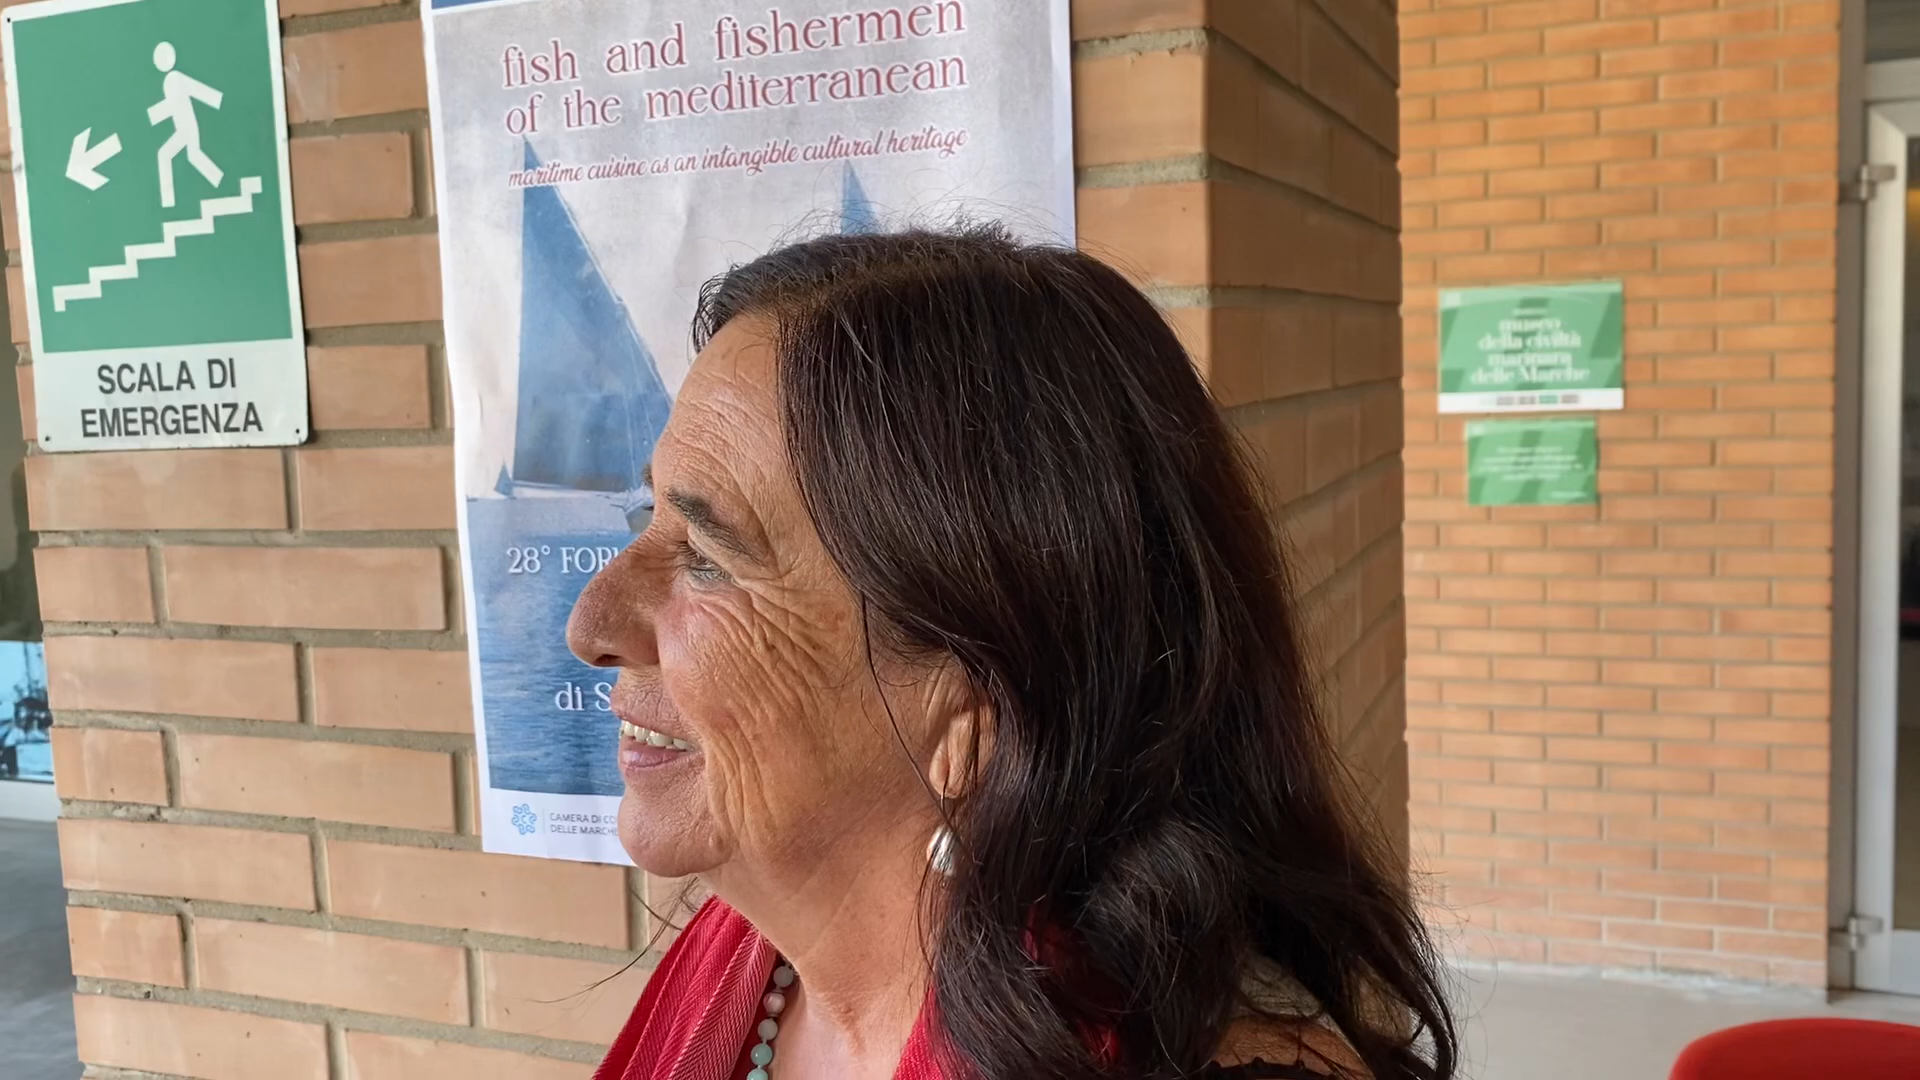 SCALA DI
EMERGENZA
fish and fishermen
of the mediterranean
maritime cuisine as an intangible cultural heritage
28° FOR
di S
CAMERA DI CO
DELLE MARCHE
museo
della civiltà
marinara
delle Marche